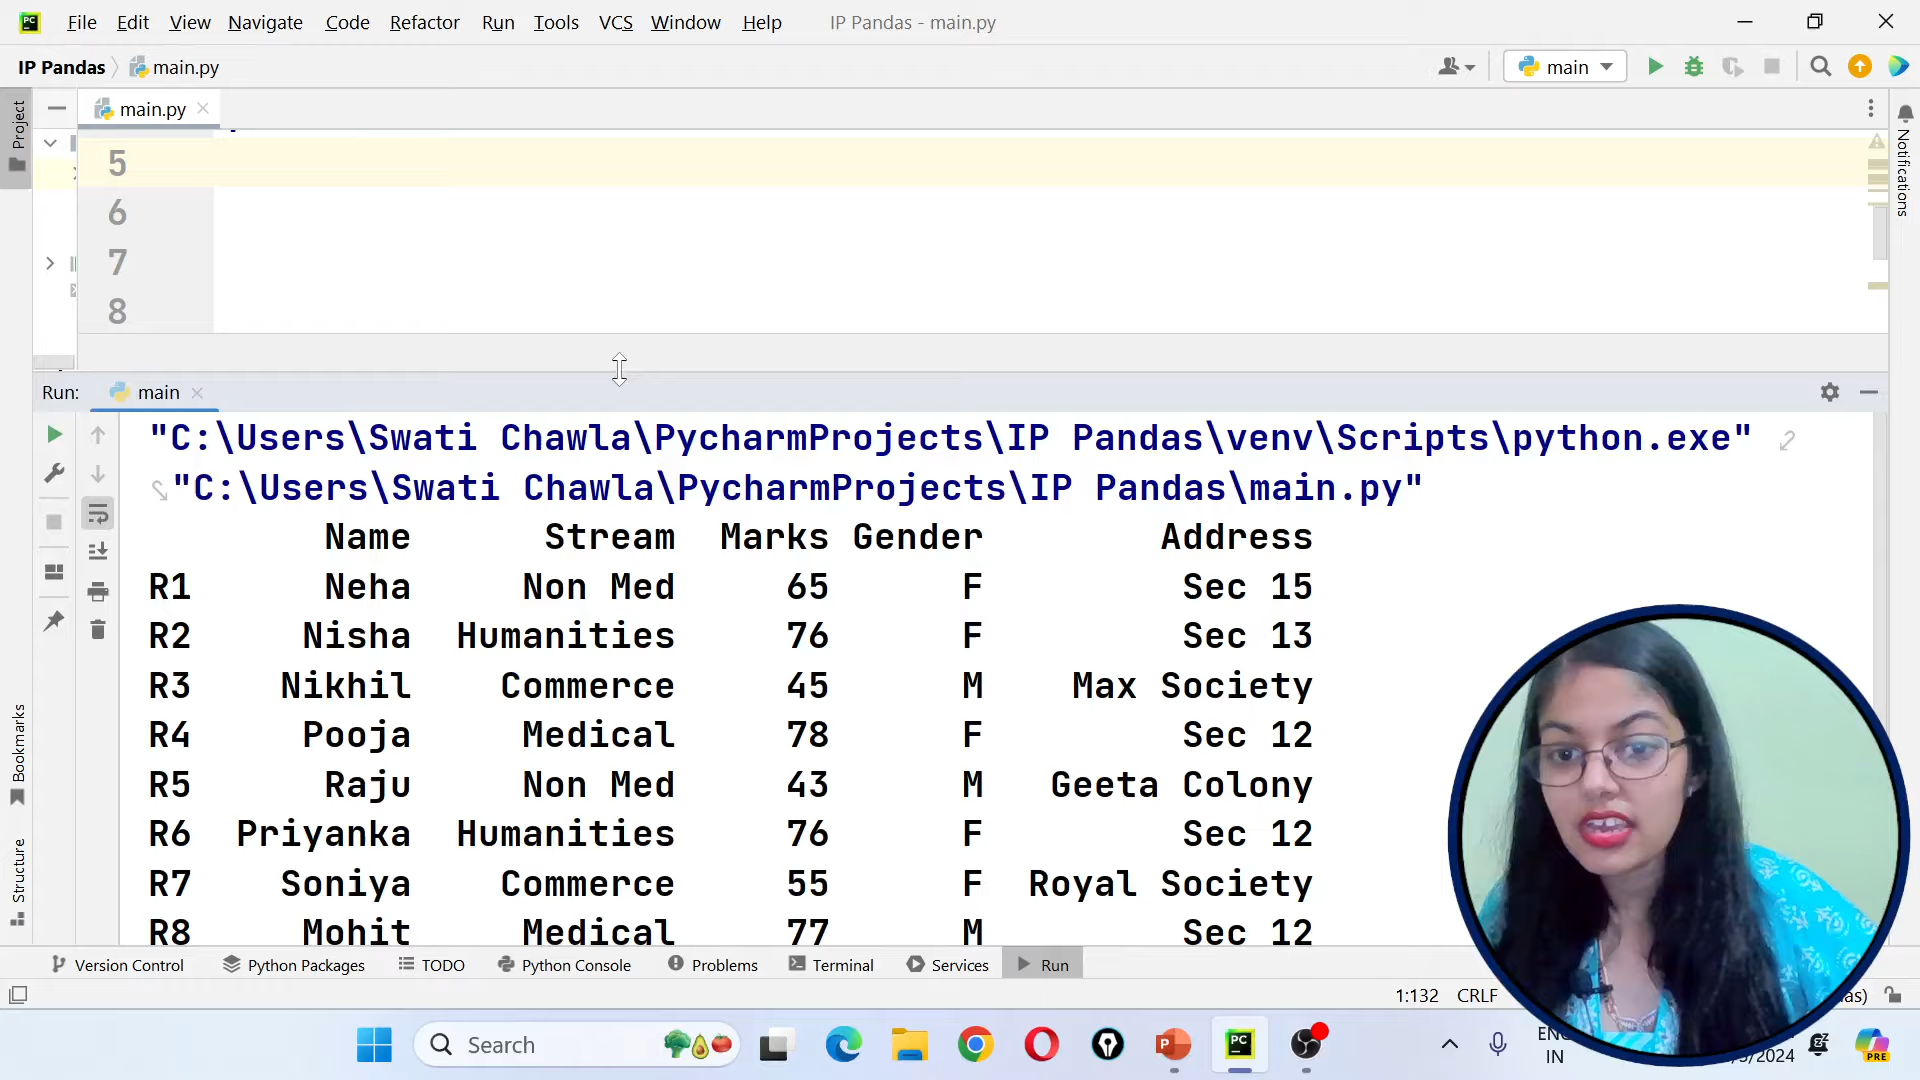 PC File Edit View Navigate Code Refactor Run Tools VCS Window Help IP Pandas - main.py
IP Pandas main.py main
Project
main.py
Notifications
5
6
7
8
Run: main
"C:\Users\Swati Chawla\PycharmProjects\IP Pandas\venv\Scripts\python.exe"
"C:\Users\Swati Chawla\PycharmProjects\IP Pandas\main.py"
Name Stream Marks Gender Address
R1 Neha Non Med 65 F Sec 15
R2 Nisha Humanities 76 F Sec 13
R3 Nikhil Commerce 45 M Max Society
R4 Pooja Medical 78 F Sec 12
R5 Raju Non Med 43 M Geeta Colony
R6 Priyanka Humanities 76 F Sec 12
R7 Soniya Commerce 55 F Royal Society
R8 Mohit Medical 77 M Sec 12
Bookmarks
Structure
Version Control Python Packages TODO Python Console Problems Terminal Services Run
1:132 CRLF
Search
PC
IN
2024
PRE